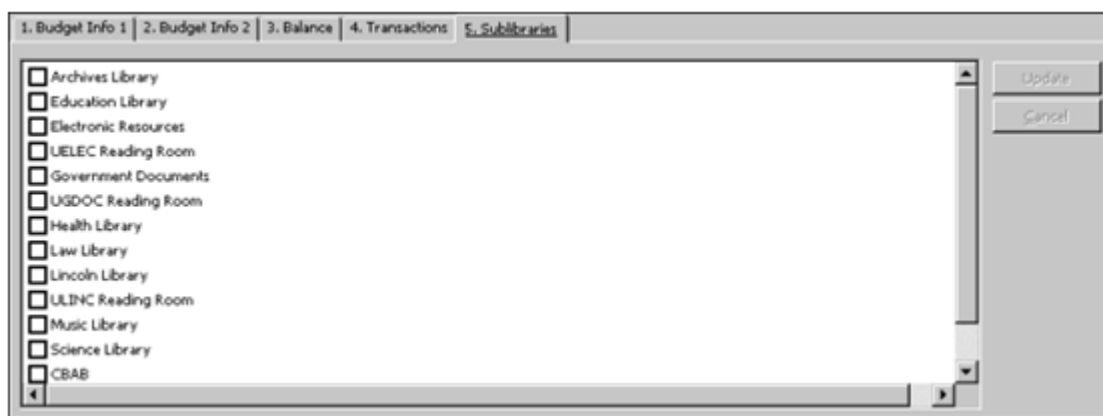 1. Budget Info 1 2. Budget Info 2 3. Balance 4. Transactions 5. Sublibraries
Archives Library
Education Library
Electronic Resources
UELEC Reading Room
Government Documents
UGDOC Reading Room
Health Library
Law Library
Lincoln Library
ULINC Reading Room
Music Library
Science Library
CBAB
Update
Cancel